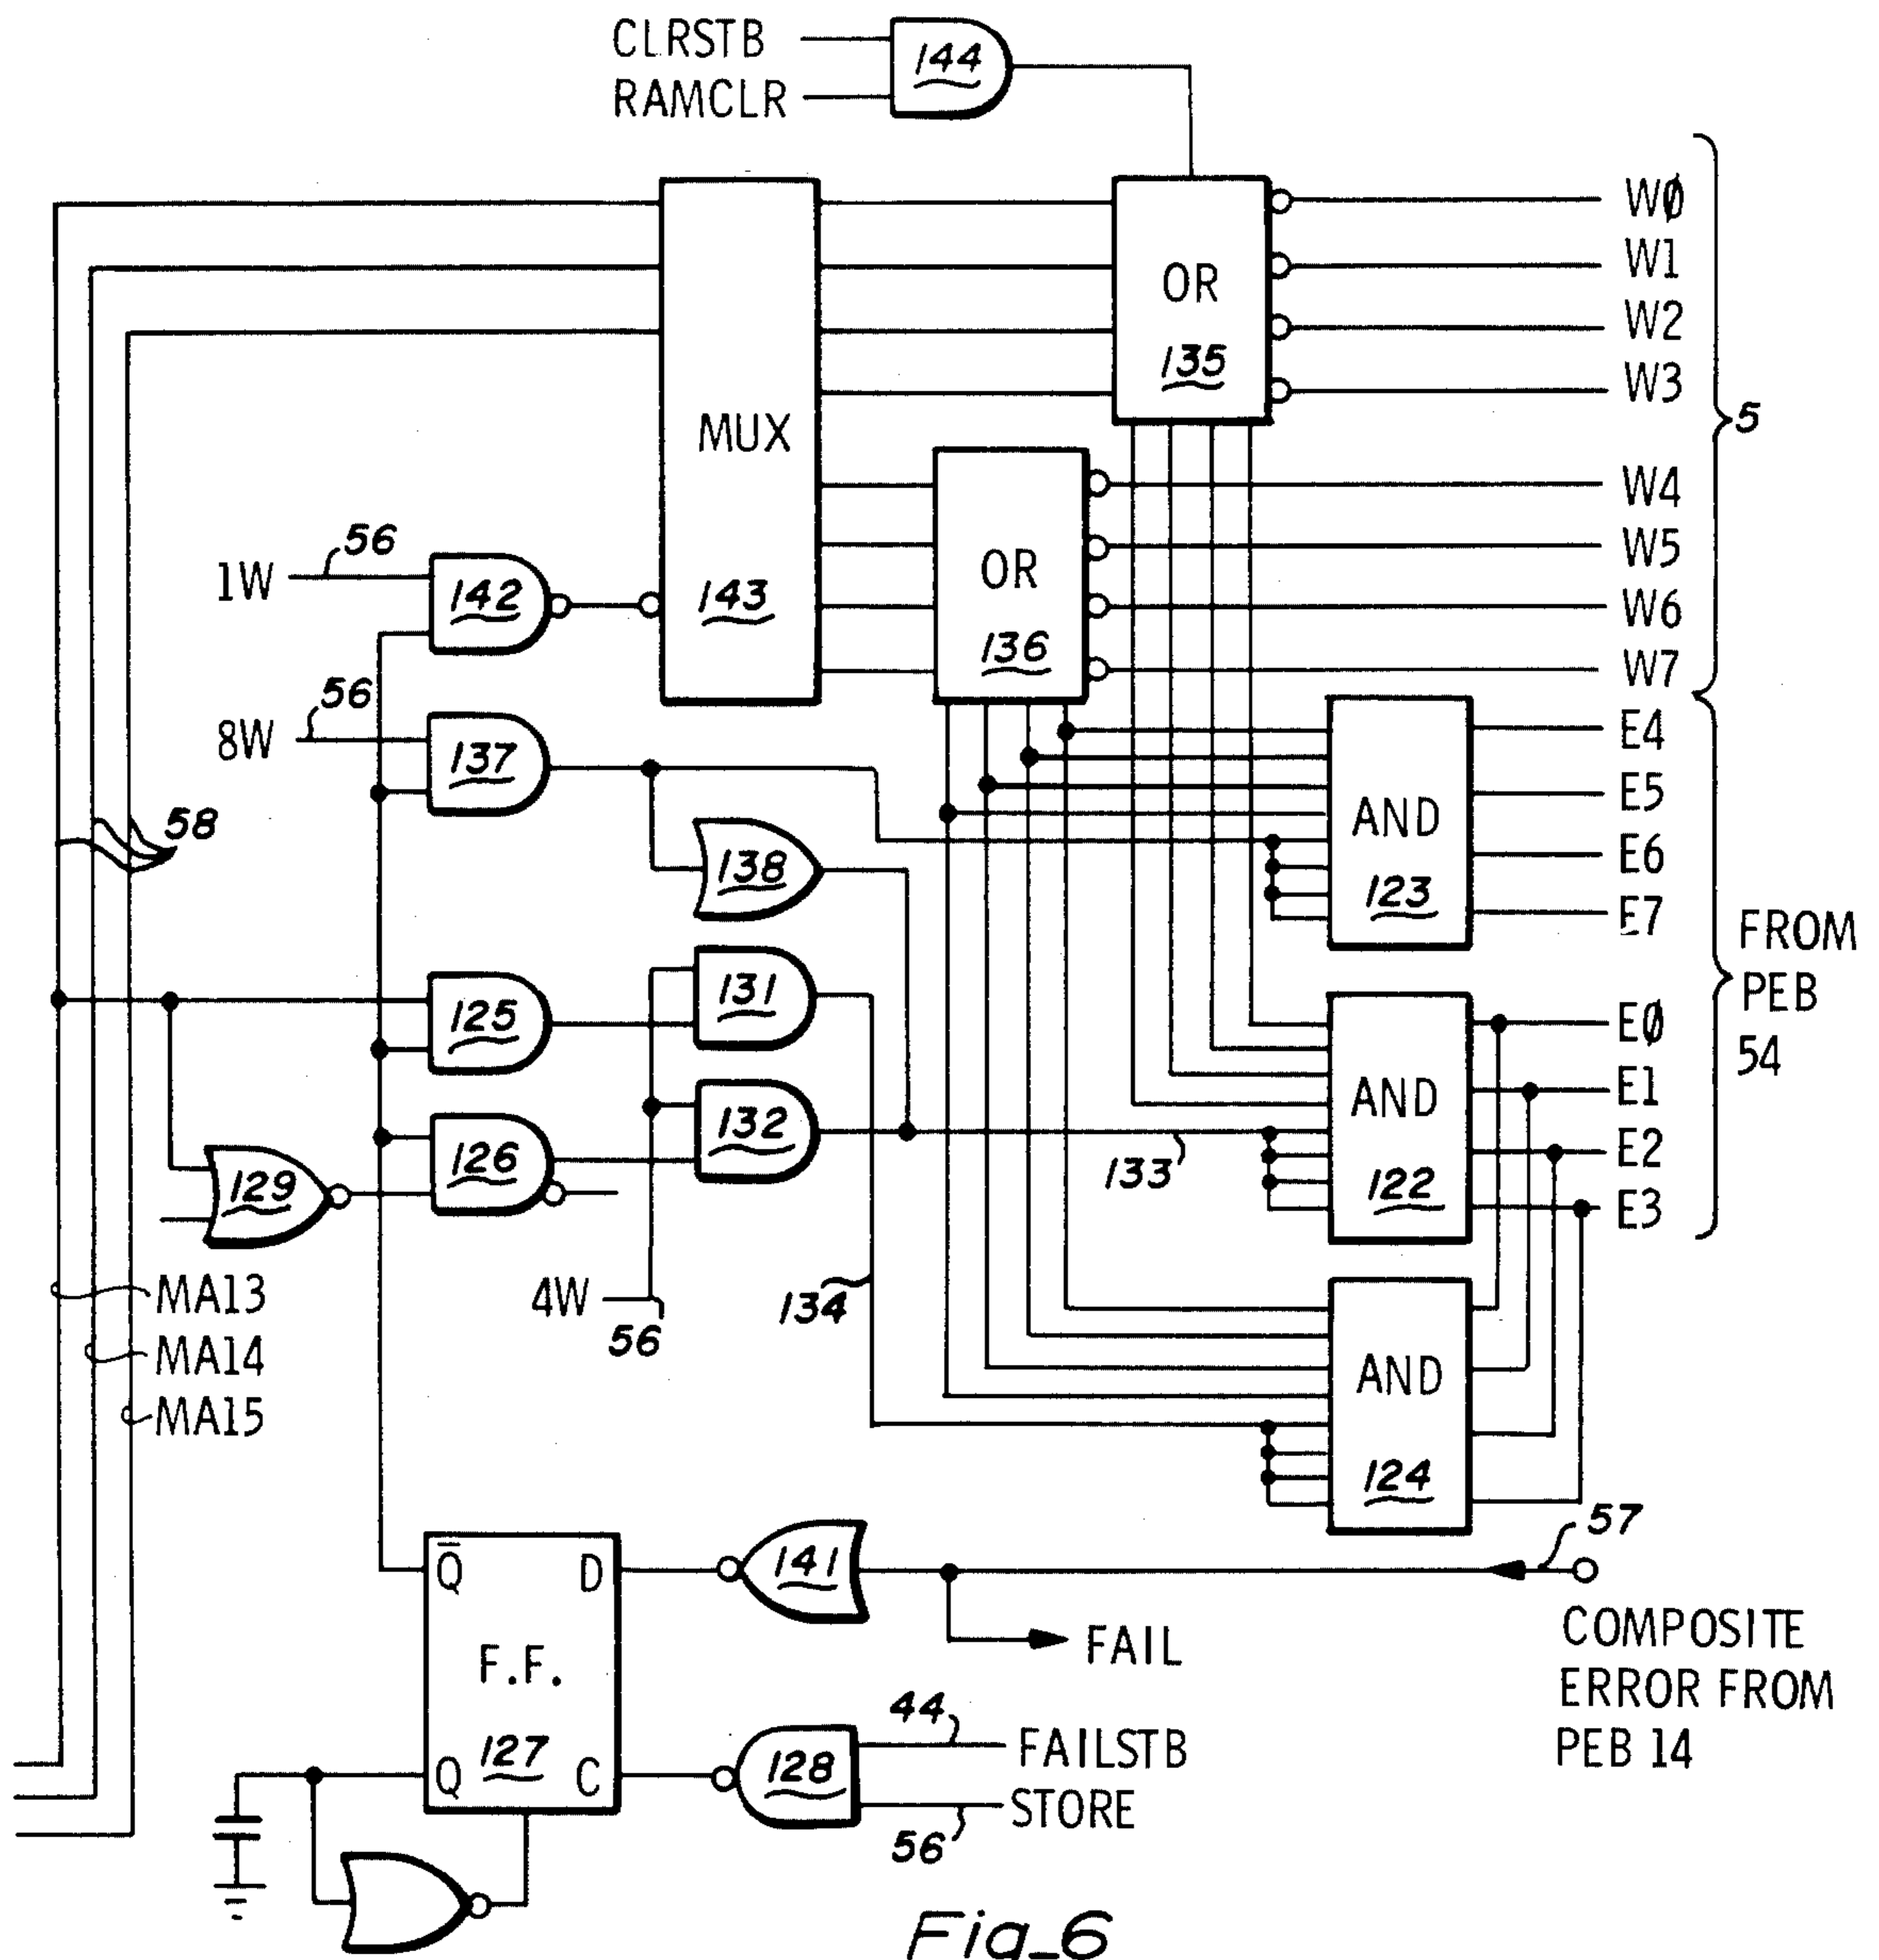 CLRSTB
RAMCLR
144
WØ
W1
W2
W3
OR
135
5
MUX
143
W4
W5
W6
W7
OR
136
1W
56
142
8W
56
137
E4
E5
E6
E7
AND
123
58
138
FROM
PEB
54
125
131
EØ
E1
E2
E3
AND
122
126
132
133
129
MA13
MA14
MA15
4W
56
134
AND
124
57
Q̅
D
141
COMPOSITE
ERROR FROM
PEB 14
FAIL
F.F.
127
Q
C
128
44
FAILSTB
STORE
56
Fig_6